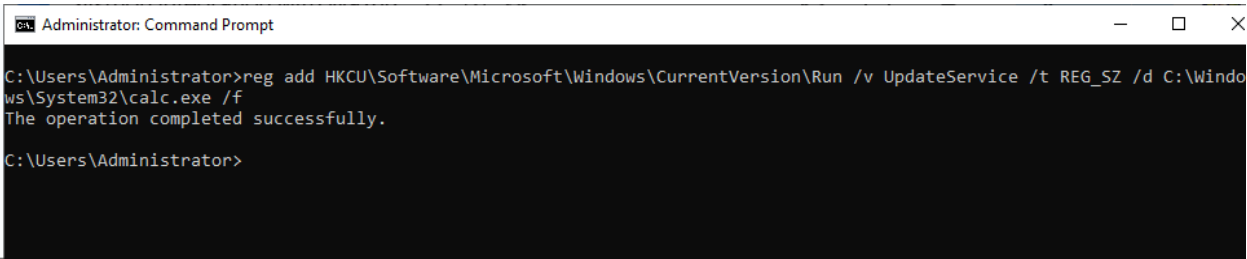 Administrator: Command Prompt
C:\Users\Administrator>reg add HKCU\Software\Microsoft\Windows\CurrentVersion\Run /v UpdateService /t REG_SZ /d C:\Windo
ws\System32\calc.exe /f
The operation completed successfully.
C:\Users\Administrator>